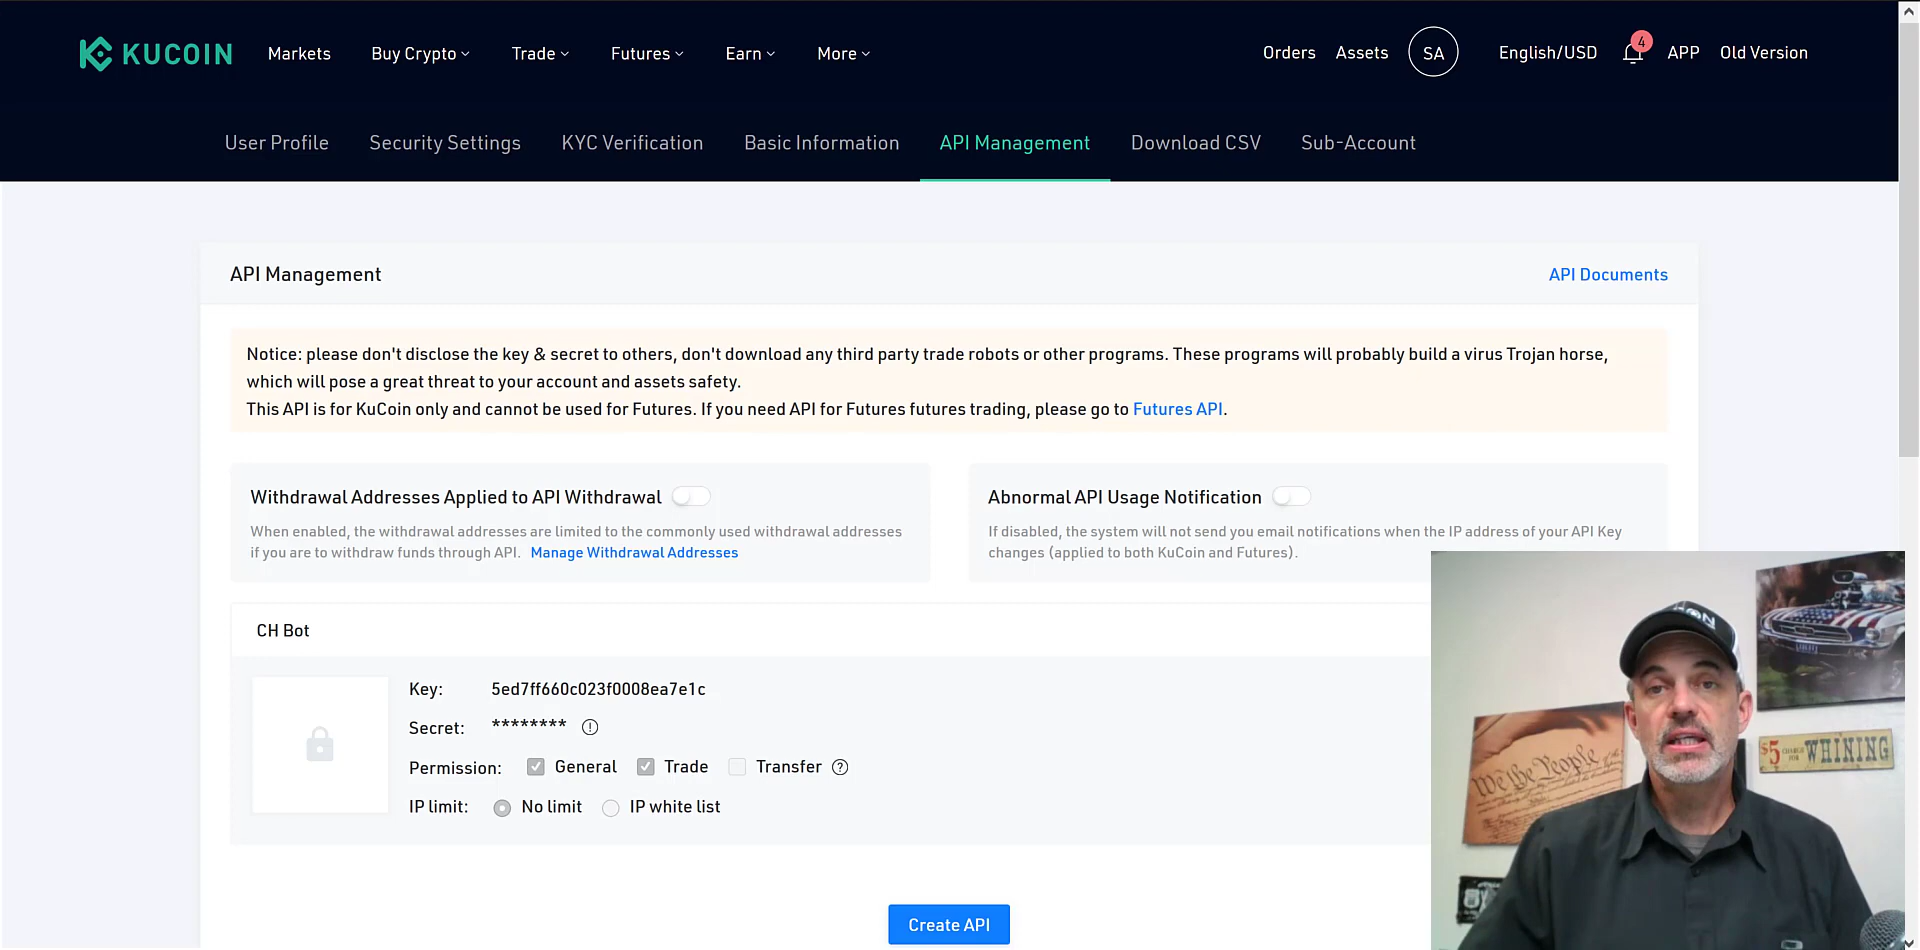 KUCOIN Markets Buy Crypto Trade Futures Earn More Orders Assets SA English/USD 4 APP Old Version
User Profile Security Settings KYC Verification Basic Information API Management Download CSV Sub-Account
API Management API Documents
Notice: please don't disclose the key & secret to others, don't download any third party trade robots or other programs. These programs will probably build a virus Trojan horse,
which will pose a great threat to your account and assets safety.
This API is for KuCoin only and cannot be used for Futures. If you need API for Futures futures trading, please go to Futures API.
Withdrawal Addresses Applied to API Withdrawal
When enabled, the withdrawal addresses are limited to the commonly used withdrawal addresses
if you are to withdraw funds through API. Manage Withdrawal Addresses
Abnormal API Usage Notification
If disabled, the system will not send you email notifications when the IP address of your API Key
changes (applied to both KuCoin and Futures).
CH Bot
Key: 5ed7ff660c023f0008ea7e1c
Secret: ********
Permission: General Trade Transfer
IP limit: No limit IP white list
Create API
We the People
$5 CHARGE FOR WHINING